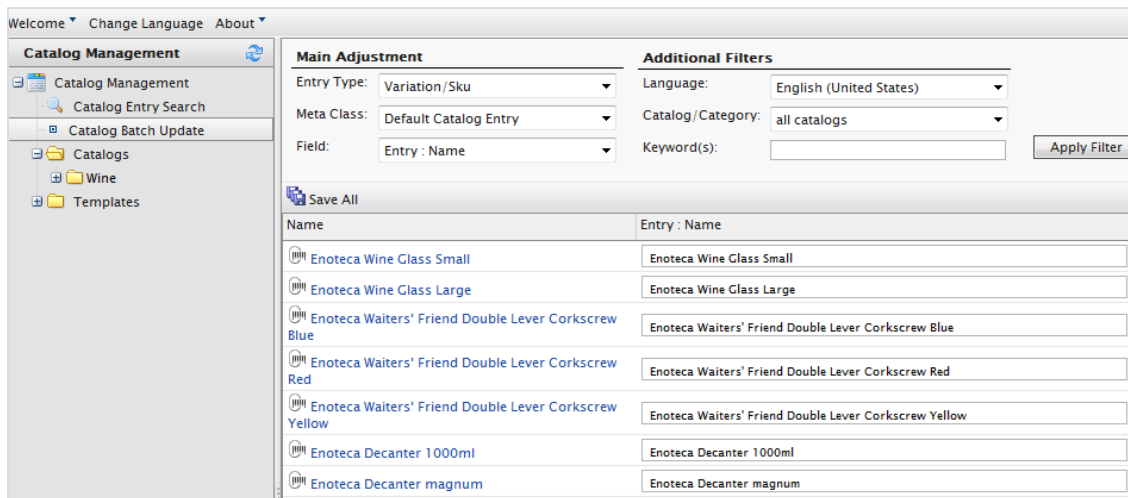 Welcome Change Language About
Catalog Management
Catalog Management
Catalog Entry Search
Catalog Batch Update
Catalogs
Wine
Templates
Main Adjustment
Entry Type: Variation/Sku
Meta Class: Default Catalog Entry
Field: Entry : Name
Additional Filters
Language: English (United States)
Catalog/Category: all catalogs
Keyword(s):
Apply Filter
Save All
Name Entry : Name
Enoteca Wine Glass Small Enoteca Wine Glass Small
Enoteca Wine Glass Large Enoteca Wine Glass Large
Enoteca Waiters' Friend Double Lever Corkscrew
Blue
Enoteca Waiters' Friend Double Lever Corkscrew Blue
Enoteca Waiters' Friend Double Lever Corkscrew
Red
Enoteca Waiters' Friend Double Lever Corkscrew Red
Enoteca Waiters' Friend Double Lever Corkscrew
Yellow
Enoteca Waiters' Friend Double Lever Corkscrew Yellow
Enoteca Decanter 1000ml Enoteca Decanter 1000ml
Enoteca Decanter magnum Enoteca Decanter magnum